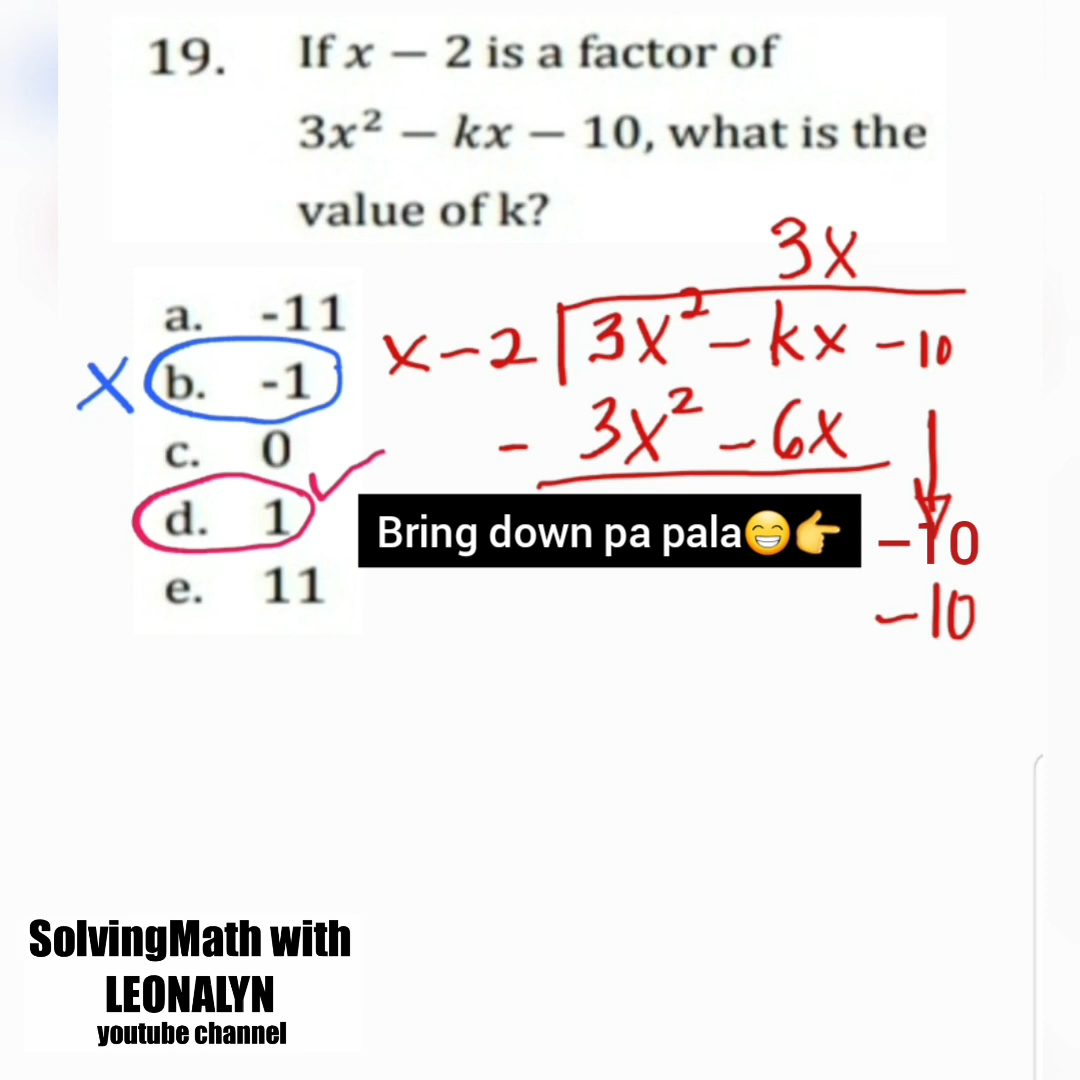 19. If x − 2 is a factor of
3x² − kx − 10, what is the
value of k?
3x
a. -11
x−2 3x² − kx − 10
x b. -1
− 3x² − 6x
c. 0
d. 1
Bring down pa pala😁👉 −10
e. 11
−10
SolvingMath with
LEONALYN
youtube channel